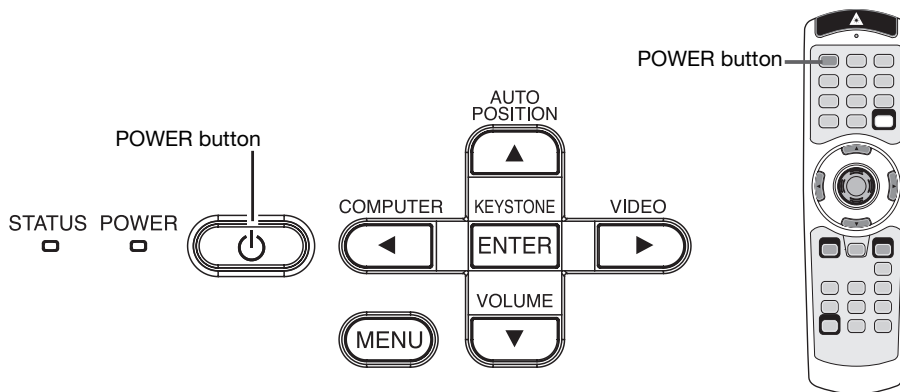 POWER button
AUTO
POSITION
POWER button
COMPUTER
KEYSTONE
VIDEO
STATUS
POWER
ENTER
VOLUME
MENU